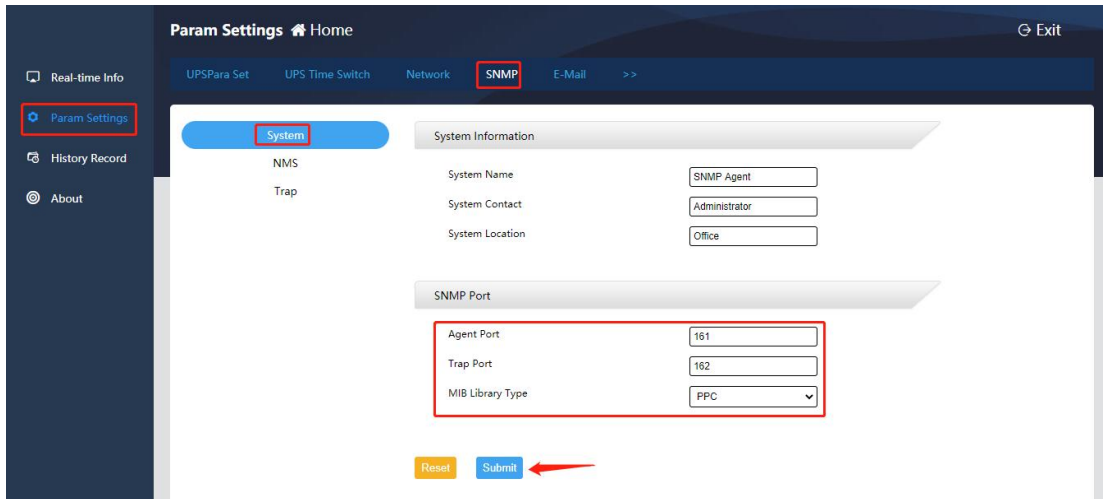 Param Settings Home
Exit
Real-time Info
Param Settings
History Record
About
UPSPara Set UPS Time Switch Network SNMP E-Mail >>
System
NMS
Trap
System Information
System Name SNMP Agent
System Contact Administrator
System Location Office
SNMP Port
Agent Port 161
Trap Port 162
MIB Library Type PPC
Reset Submit